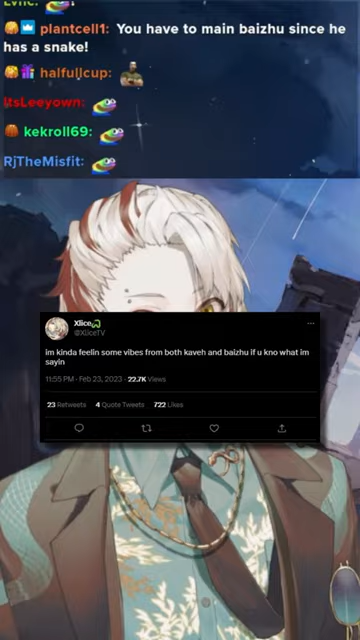 plantcell1: You have to main baizhu since he
has a snake!
halfullcup:
ItsLeeyown:
kekroll69:
RjTheMisfit:
Xlice
@XliceTV
im kinda feelin some vibes from both kaveh and baizhu if u kno what im
sayin
11:55 PM · Feb 23, 2023 · 22.7K Views
23 Retweets 4 Quote Tweets 722 Likes